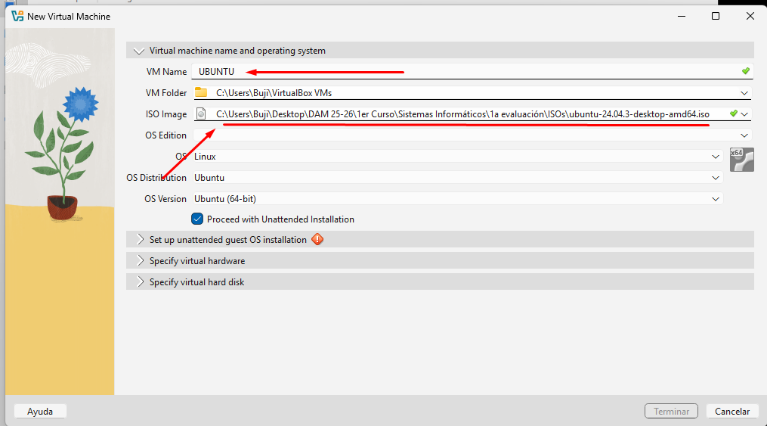 New Virtual Machine
Virtual machine name and operating system
VM Name UBUNTU
VM Folder C:\Users\Buji\VirtualBox VMs
ISO Image C:\Users\Buji\Desktop\DAM 25-26\1er Curso\Sistemas Informáticos\1a evaluación\ISOs\ubuntu-24.04.3-desktop-amd64.iso
OS Edition
OS Linux
x64
OS Distribution Ubuntu
OS Version Ubuntu (64-bit)
Proceed with Unattended Installation
Set up unattended guest OS installation
Specify virtual hardware
Specify virtual hard disk
Ayuda Terminar Cancelar